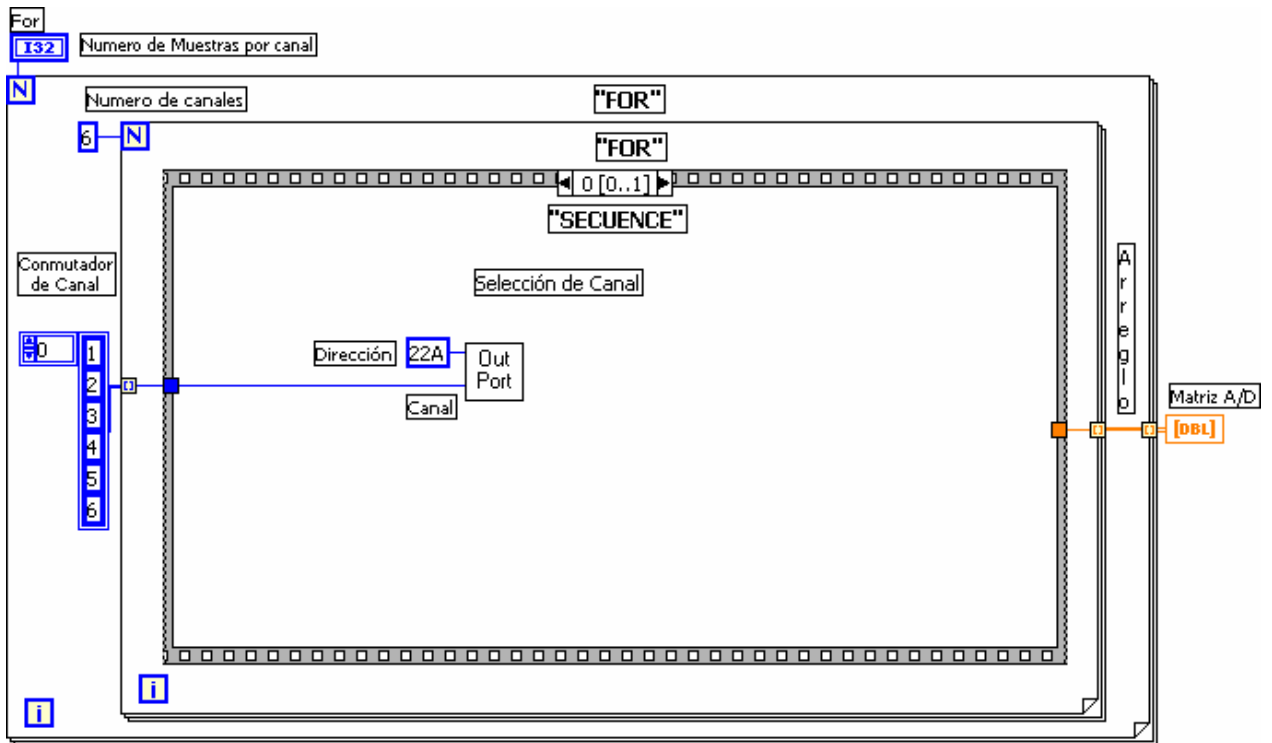 For
I32
Numero de Muestras por canal
N
Numero de canales
"FOR"
6
N
"FOR"
0 [0..1]
"SECUENCE"
Conmutador
de Canal
Selección de Canal
0
1
2
3
4
5
6
Dirección
22A
Out
Port
Canal
Arreglo
Matriz A/D
[DBL]
i
i